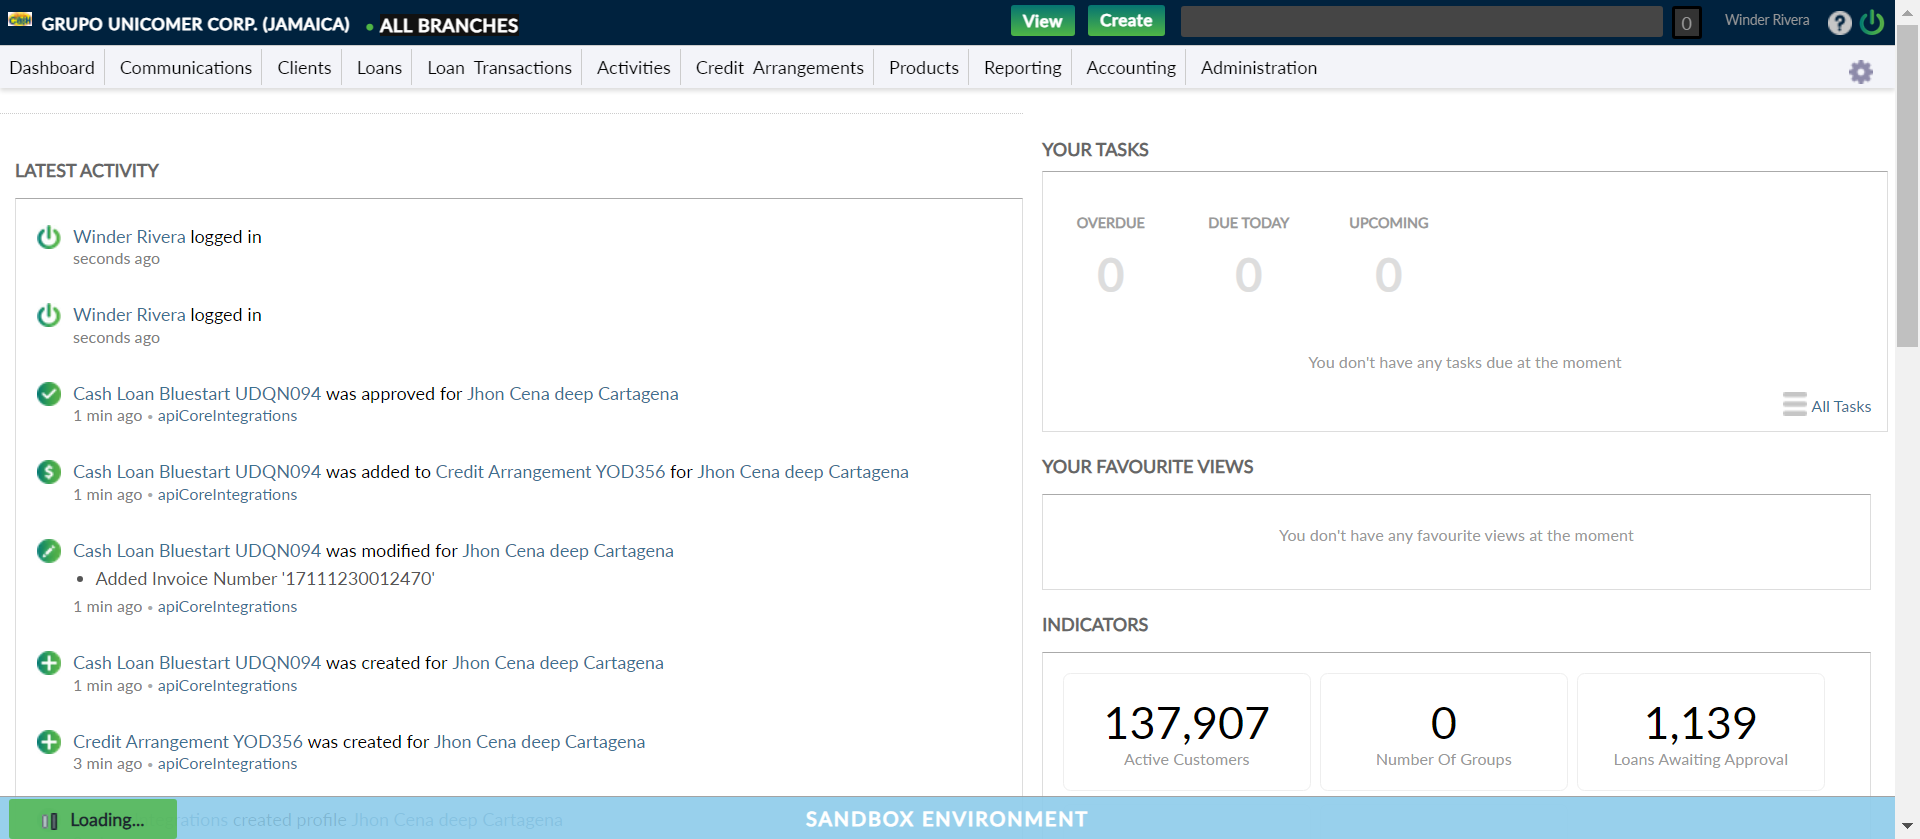 CasH
GRUPO UNICOMER CORP. (JAMAICA) • ALL BRANCHES
View
Create
0
Winder Rivera
?
Dashboard
Communications
Clients
Loans
Loan Transactions
Activities
Credit Arrangements
Products
Reporting
Accounting
Administration
LATEST ACTIVITY
Winder Rivera logged in
seconds ago
Winder Rivera logged in
seconds ago
Cash Loan Bluestart UDQN094 was approved for Jhon Cena deep Cartagena
1 min ago • apiCoreIntegrations
Cash Loan Bluestart UDQN094 was added to Credit Arrangement YOD356 for Jhon Cena deep Cartagena
1 min ago • apiCoreIntegrations
Cash Loan Bluestart UDQN094 was modified for Jhon Cena deep Cartagena
• Added Invoice Number '17111230012470'
1 min ago • apiCoreIntegrations
Cash Loan Bluestart UDQN094 was created for Jhon Cena deep Cartagena
1 min ago • apiCoreIntegrations
Credit Arrangement YOD356 was created for Jhon Cena deep Cartagena
3 min ago • apiCoreIntegrations
created profile Jhon Cena deep Cartagena
YOUR TASKS
OVERDUE
0
DUE TODAY
0
UPCOMING
0
You don't have any tasks due at the moment
All Tasks
YOUR FAVOURITE VIEWS
You don't have any favourite views at the moment
INDICATORS
137,907
Active Customers
0
Number Of Groups
1,139
Loans Awaiting Approval
Loading...
SANDBOX ENVIRONMENT